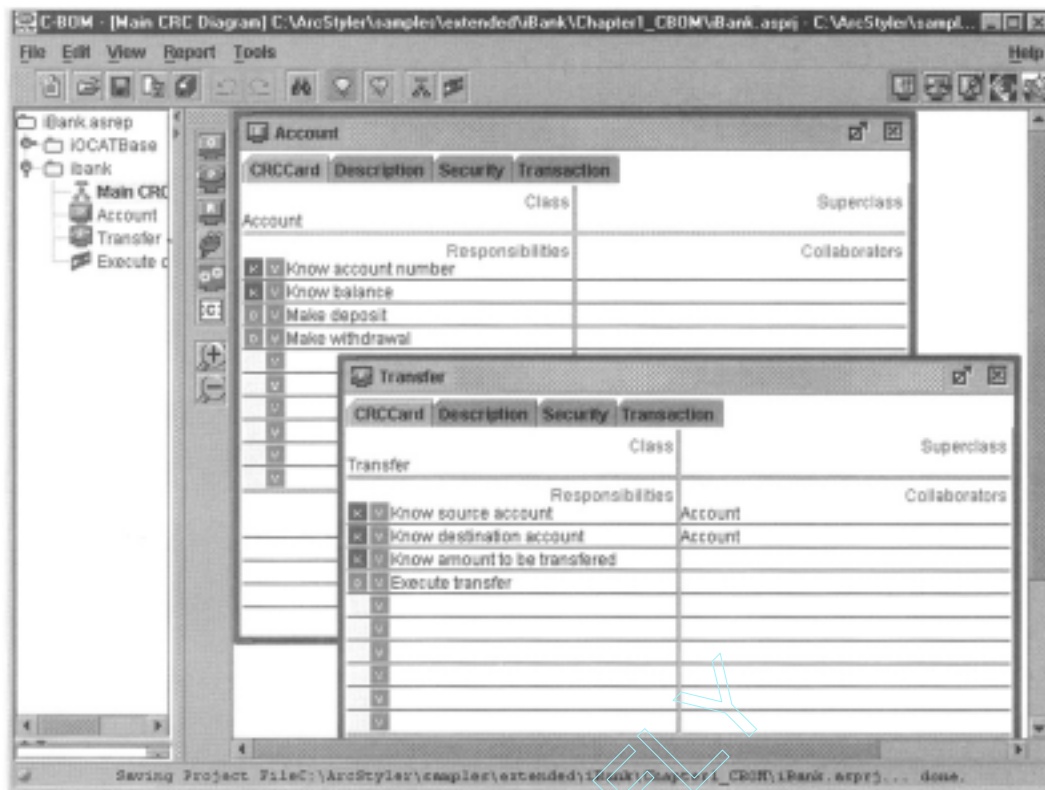 C-BOM - [Main CRC Diagram] C:\ArcStyler\samples\extended\iBank\Chapter1_CBOM\iBank.asprj - C:\ArcStyler\sampl...
File Edit View Report Tools Help
iBank.asrep
iOCATBase
ibank
Main CRC
Account
Transfer
Execute c
Account
CRCCard Description Security Transaction
Class Superclass
Account
Responsibilities Collaborators
K V Know account number
K V Know balance
D V Make deposit
D V Make withdrawal
V
V
V
V
V
V
Transfer
CRCCard Description Security Transaction
Class Superclass
Transfer
Responsibilities Collaborators
K V Know source account Account
K V Know destination account Account
K V Know amount to be transfered
D V Execute transfer
V
V
V
V
V
V
Saving Project FileC:\ArcStyler\samples\extended\iBank\Chapter1_CBOM\iBank.asprj... done.
FLY